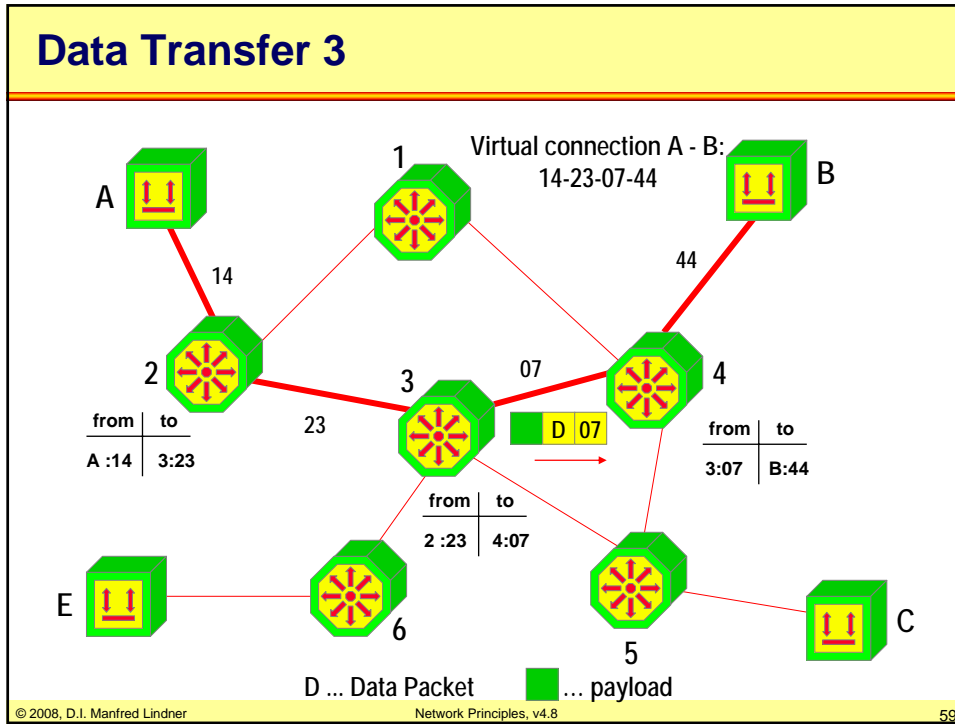 Data Transfer 3
Virtual connection A - B:
14-23-07-44
A
1
B
14
44
2
3
07
4
23
D 07
from to
A :14 3:23
from to
3:07 B:44
from to
2 :23 4:07
E
6
5
C
D ... Data Packet ... payload
© 2008, D.I. Manfred Lindner Network Principles, v4.8 59